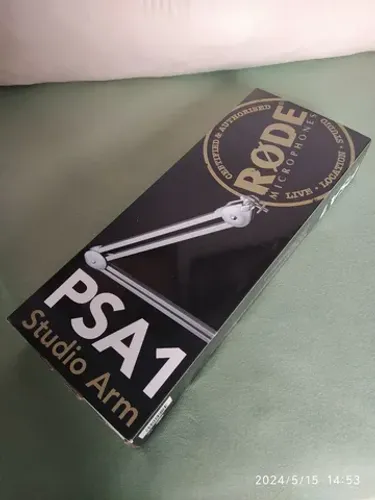 CERTIFIED & AUTHORISED
RØDE
MICROPHONES
LIVE · LOCATION · STUDIO
PSA1
Studio Arm
2024/5/15 14:53